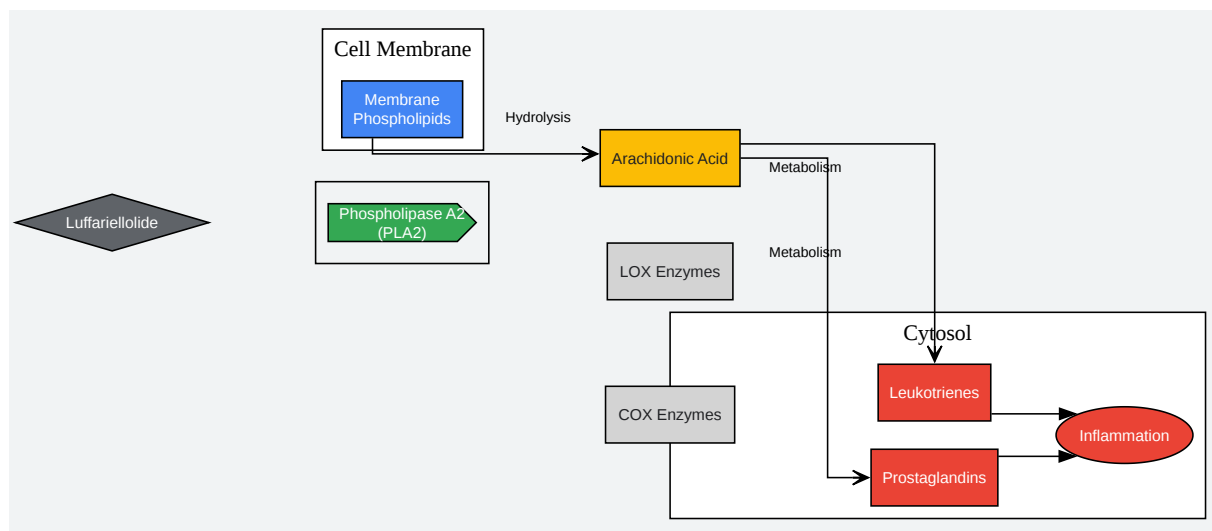 Cell Membrane
Membrane
Phospholipids
Hydrolysis
Arachidonic Acid
Metabolism
Luffariellolide
Phospholipase A2
(PLA2)
LOX Enzymes
Metabolism
Cytosol
Leukotrienes
COX Enzymes
Inflammation
Prostaglandins